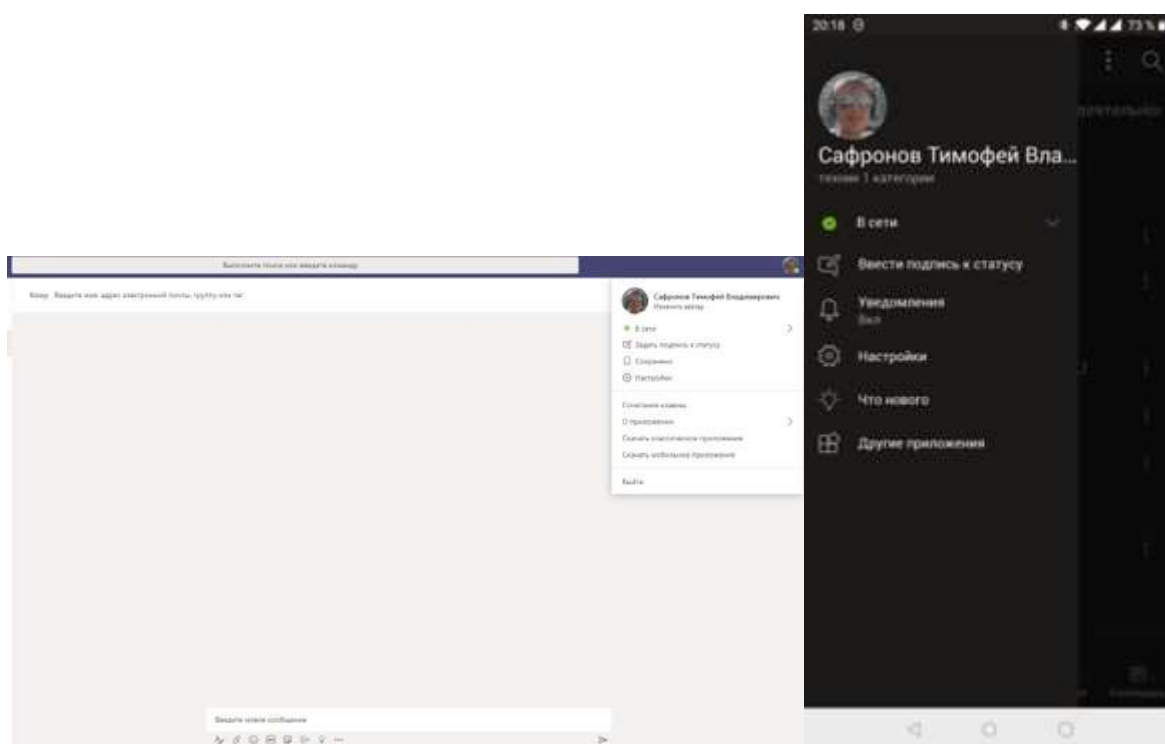 Выполните поиск или введите команду
Кому: Введите имя, адрес электронной почты, группу или тег
Сафронов Тимофей Владимирович
Изменить аватар
В сети
Задать подпись к статусу
Сохранено
Настройки
Сочетания клавиш
О приложении
Скачать классическое приложение
Скачать мобильное приложение
Выйти
Введите новое сообщение
20:18
73 %
Сафронов Тимофей Вла...
техник 1 категории
В сети
Ввести подпись к статусу
Уведомления
Вкл
Настройки
Что нового
Другие приложения